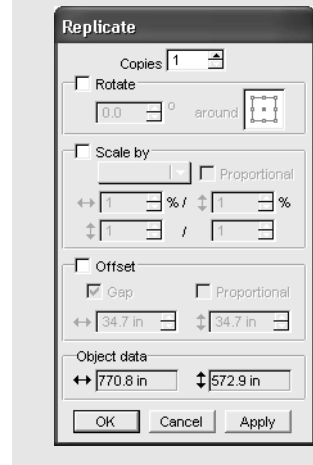 Replicate
Copies 1
Rotate
0.0 ° around
Scale by
Proportional
1 % / 1 %
1 / 1
Offset
Gap Proportional
34.7 in 34.7 in
Object data
770.8 in 572.9 in
OK Cancel Apply